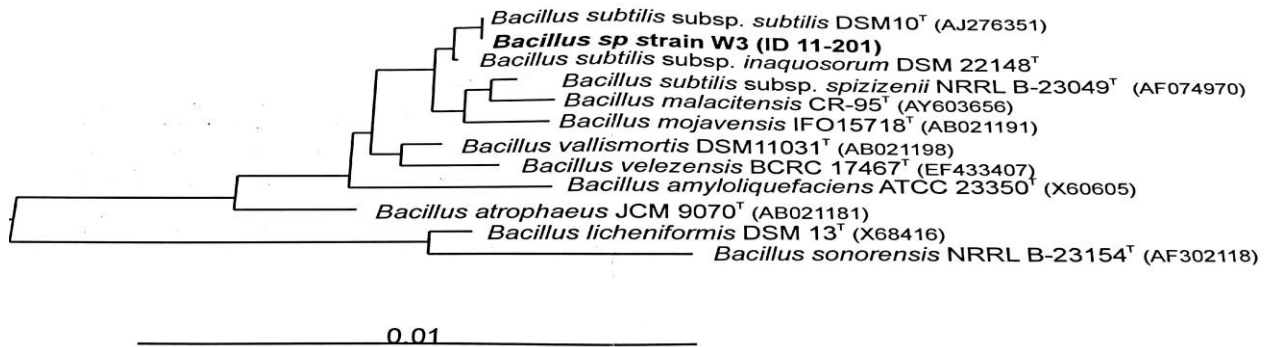 Bacillus subtilis subsp. subtilis DSM10ᵀ (AJ276351)
Bacillus sp strain W3 (ID 11-201)
Bacillus subtilis subsp. inaquosorum DSM 22148ᵀ
Bacillus subtilis subsp. spizizenii NRRL B-23049ᵀ (AF074970)
Bacillus malacitensis CR-95ᵀ (AY603656)
Bacillus mojavensis IFO15718ᵀ (AB021191)
Bacillus vallismortis DSM11031ᵀ (AB021198)
Bacillus velezensis BCRC 17467ᵀ (EF433407)
Bacillus amyloliquefaciens ATCC 23350ᵀ (X60605)
Bacillus atrophaeus JCM 9070ᵀ (AB021181)
Bacillus licheniformis DSM 13ᵀ (X68416)
Bacillus sonorensis NRRL B-23154ᵀ (AF302118)
0.01